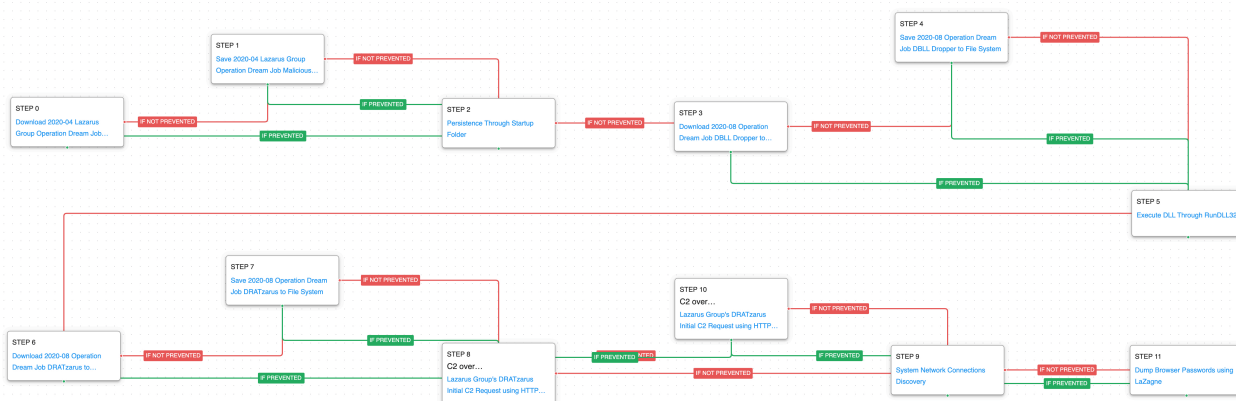 STEP 0
Download 2020-04 Lazarus
Group Operation Dream Job...
IF NOT PREVENTED
IF PREVENTED
STEP 1
Save 2020-04 Lazarus Group
Operation Dream Job Malicious...
IF NOT PREVENTED
IF PREVENTED
STEP 2
Persistence Through Startup
Folder
IF NOT PREVENTED
STEP 3
Download 2020-08 Operation
Dream Job DBLL Dropper to...
IF NOT PREVENTED
IF PREVENTED
STEP 4
Save 2020-08 Operation Dream
Job DBLL Dropper to File System
IF NOT PREVENTED
IF PREVENTED
STEP 5
Execute DLL Through RunDLL32
STEP 6
Download 2020-08 Operation
Dream Job DRATzarus to...
IF NOT PREVENTED
IF PREVENTED
STEP 7
Save 2020-08 Operation Dream
Job DRATzarus to File System
IF NOT PREVENTED
IF PREVENTED
STEP 8
C2 over...
Lazarus Group's DRATzarus
Initial C2 Request using HTTP...
IF PREVENTED
IF NOT PREVENTED
STEP 10
C2 over...
Lazarus Group's DRATzarus
Initial C2 Request using HTTP...
IF NOT PREVENTED
IF PREVENTED
STEP 9
System Network Connections
Discovery
IF NOT PREVENTED
IF PREVENTED
STEP 11
Dump Browser Passwords using
LaZagne